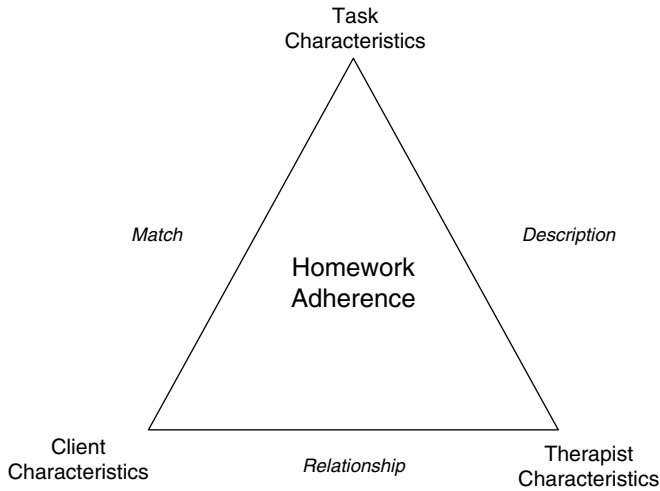 Task
Characteristics
Match
Description
Homework
Adherence
Client
Characteristics
Relationship
Therapist
Characteristics